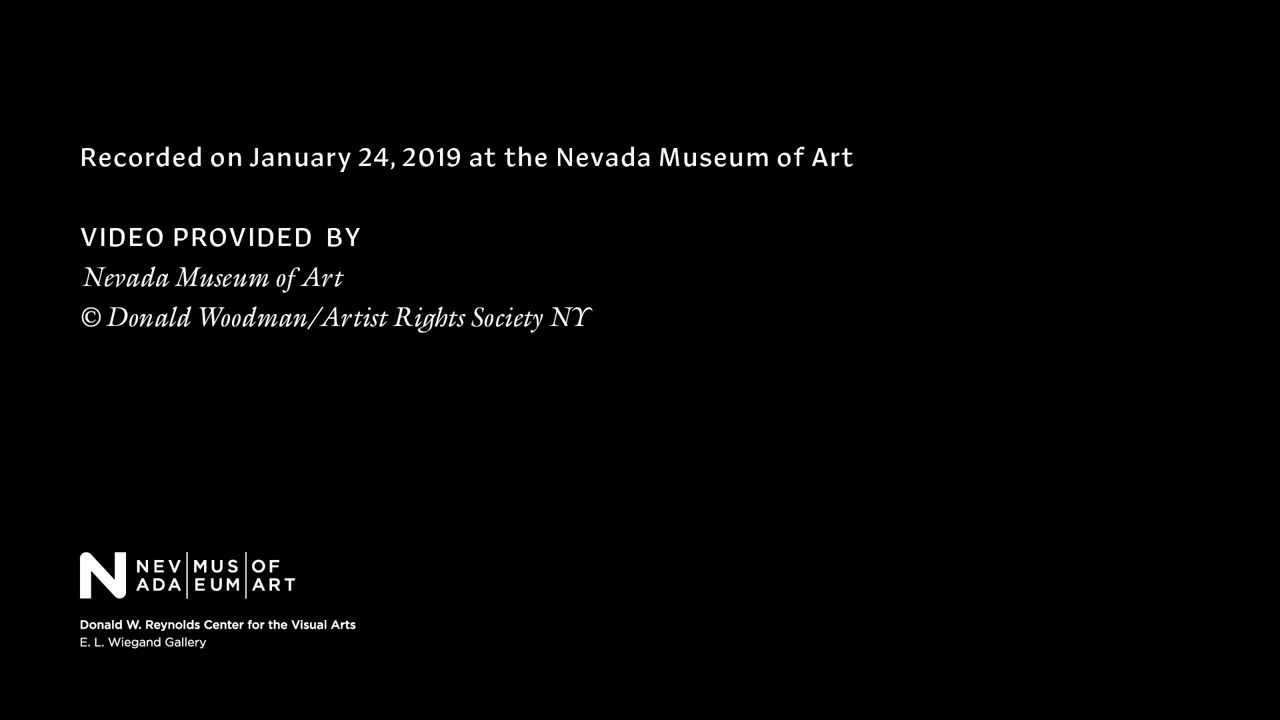 Recorded on January 24, 2019 at the Nevada Museum of Art
VIDEO PROVIDED BY
Nevada Museum of Art
© Donald Woodman/Artist Rights Society NY
N NEV|MUS|OF
ADA|EUM|ART
Donald W. Reynolds Center for the Visual Arts
E. L. Wiegand Gallery